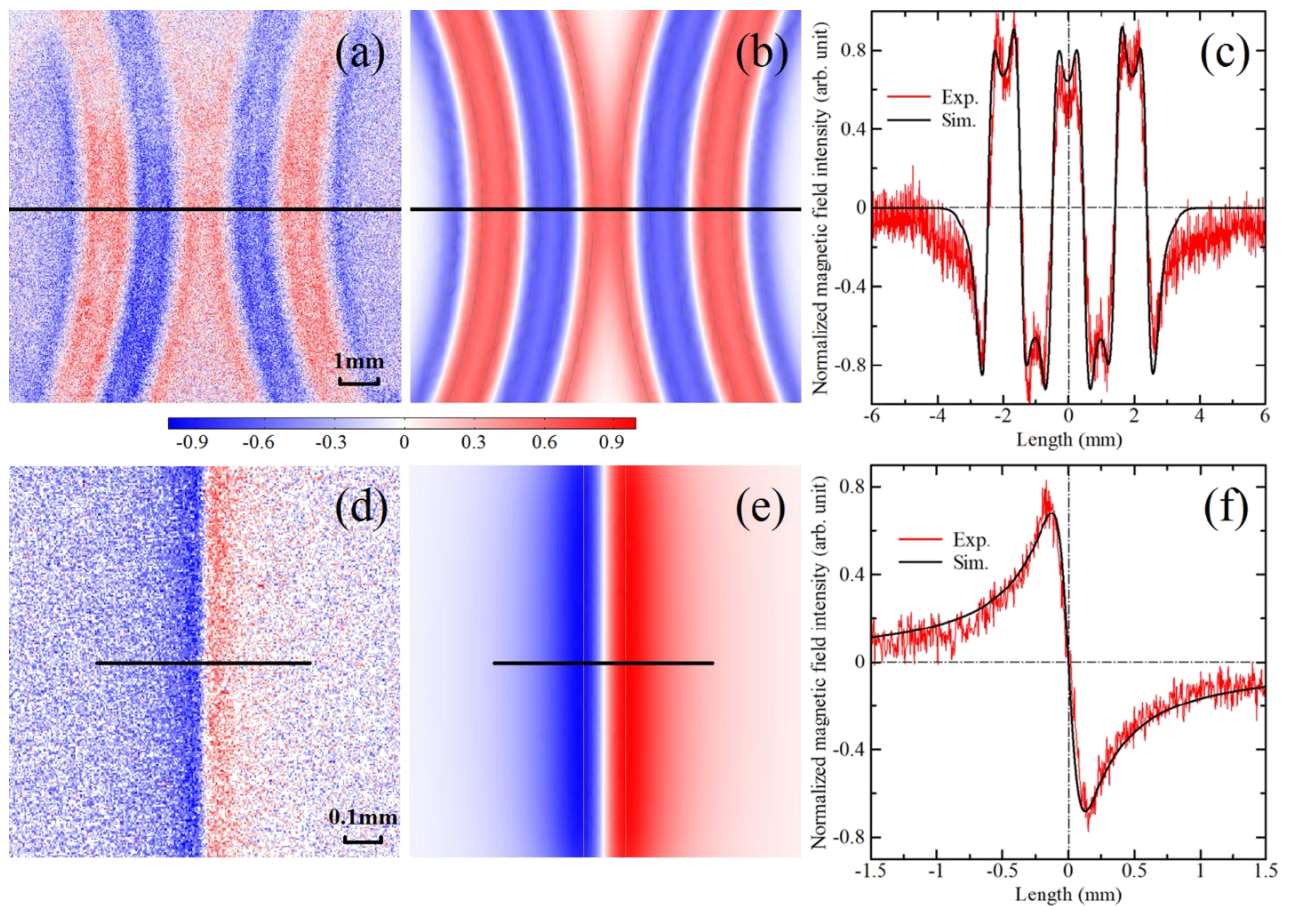 (a)
1mm
(b)
(c)
Normalized magnetic field intensity (arb. unit)
0.8
0.4
0
-0.4
-0.8
Exp.
Sim.
-6 -4 -2 0 2 4 6
Length (mm)
-0.9 -0.6 -0.3 0 0.3 0.6 0.9
(d)
0.1mm
(e)
(f)
Normalized magnetic field intensity (arb. unit)
0.8
0.4
0
-0.4
-0.8
Exp.
Sim.
-1.5 -1 -0.5 0 0.5 1 1.5
Length (mm)